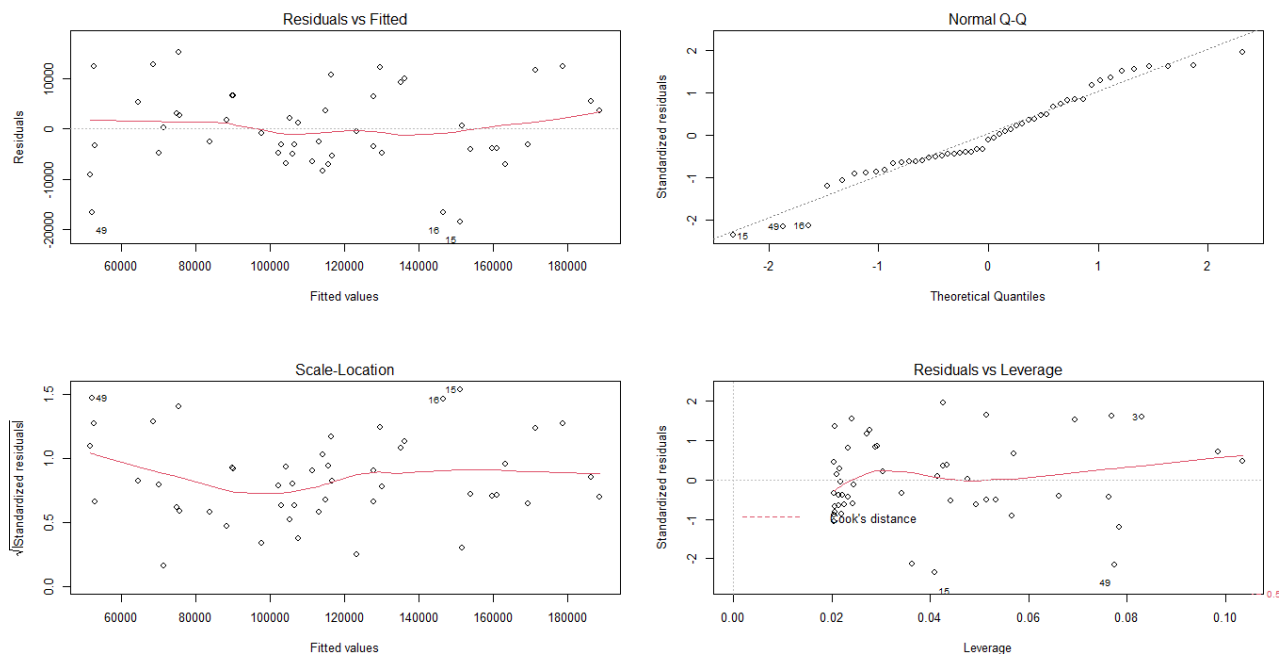 Residuals vs Fitted
Residuals
-20000 -10000 0 10000
49
16
15
60000 80000 100000 120000 140000 160000 180000
Fitted values
Normal Q-Q
Standardized residuals
-2 -1 0 1 2
15
49
16
-2 -1 0 1 2
Theoretical Quantiles
Scale-Location
√|Standardized residuals|
0.0 0.5 1.0 1.5
49
16
15
60000 80000 100000 120000 140000 160000 180000
Fitted values
Residuals vs Leverage
Standardized residuals
-2 -1 0 1 2
3
Cook's distance
15
49
0.5
0.00 0.02 0.04 0.06 0.08 0.10
Leverage